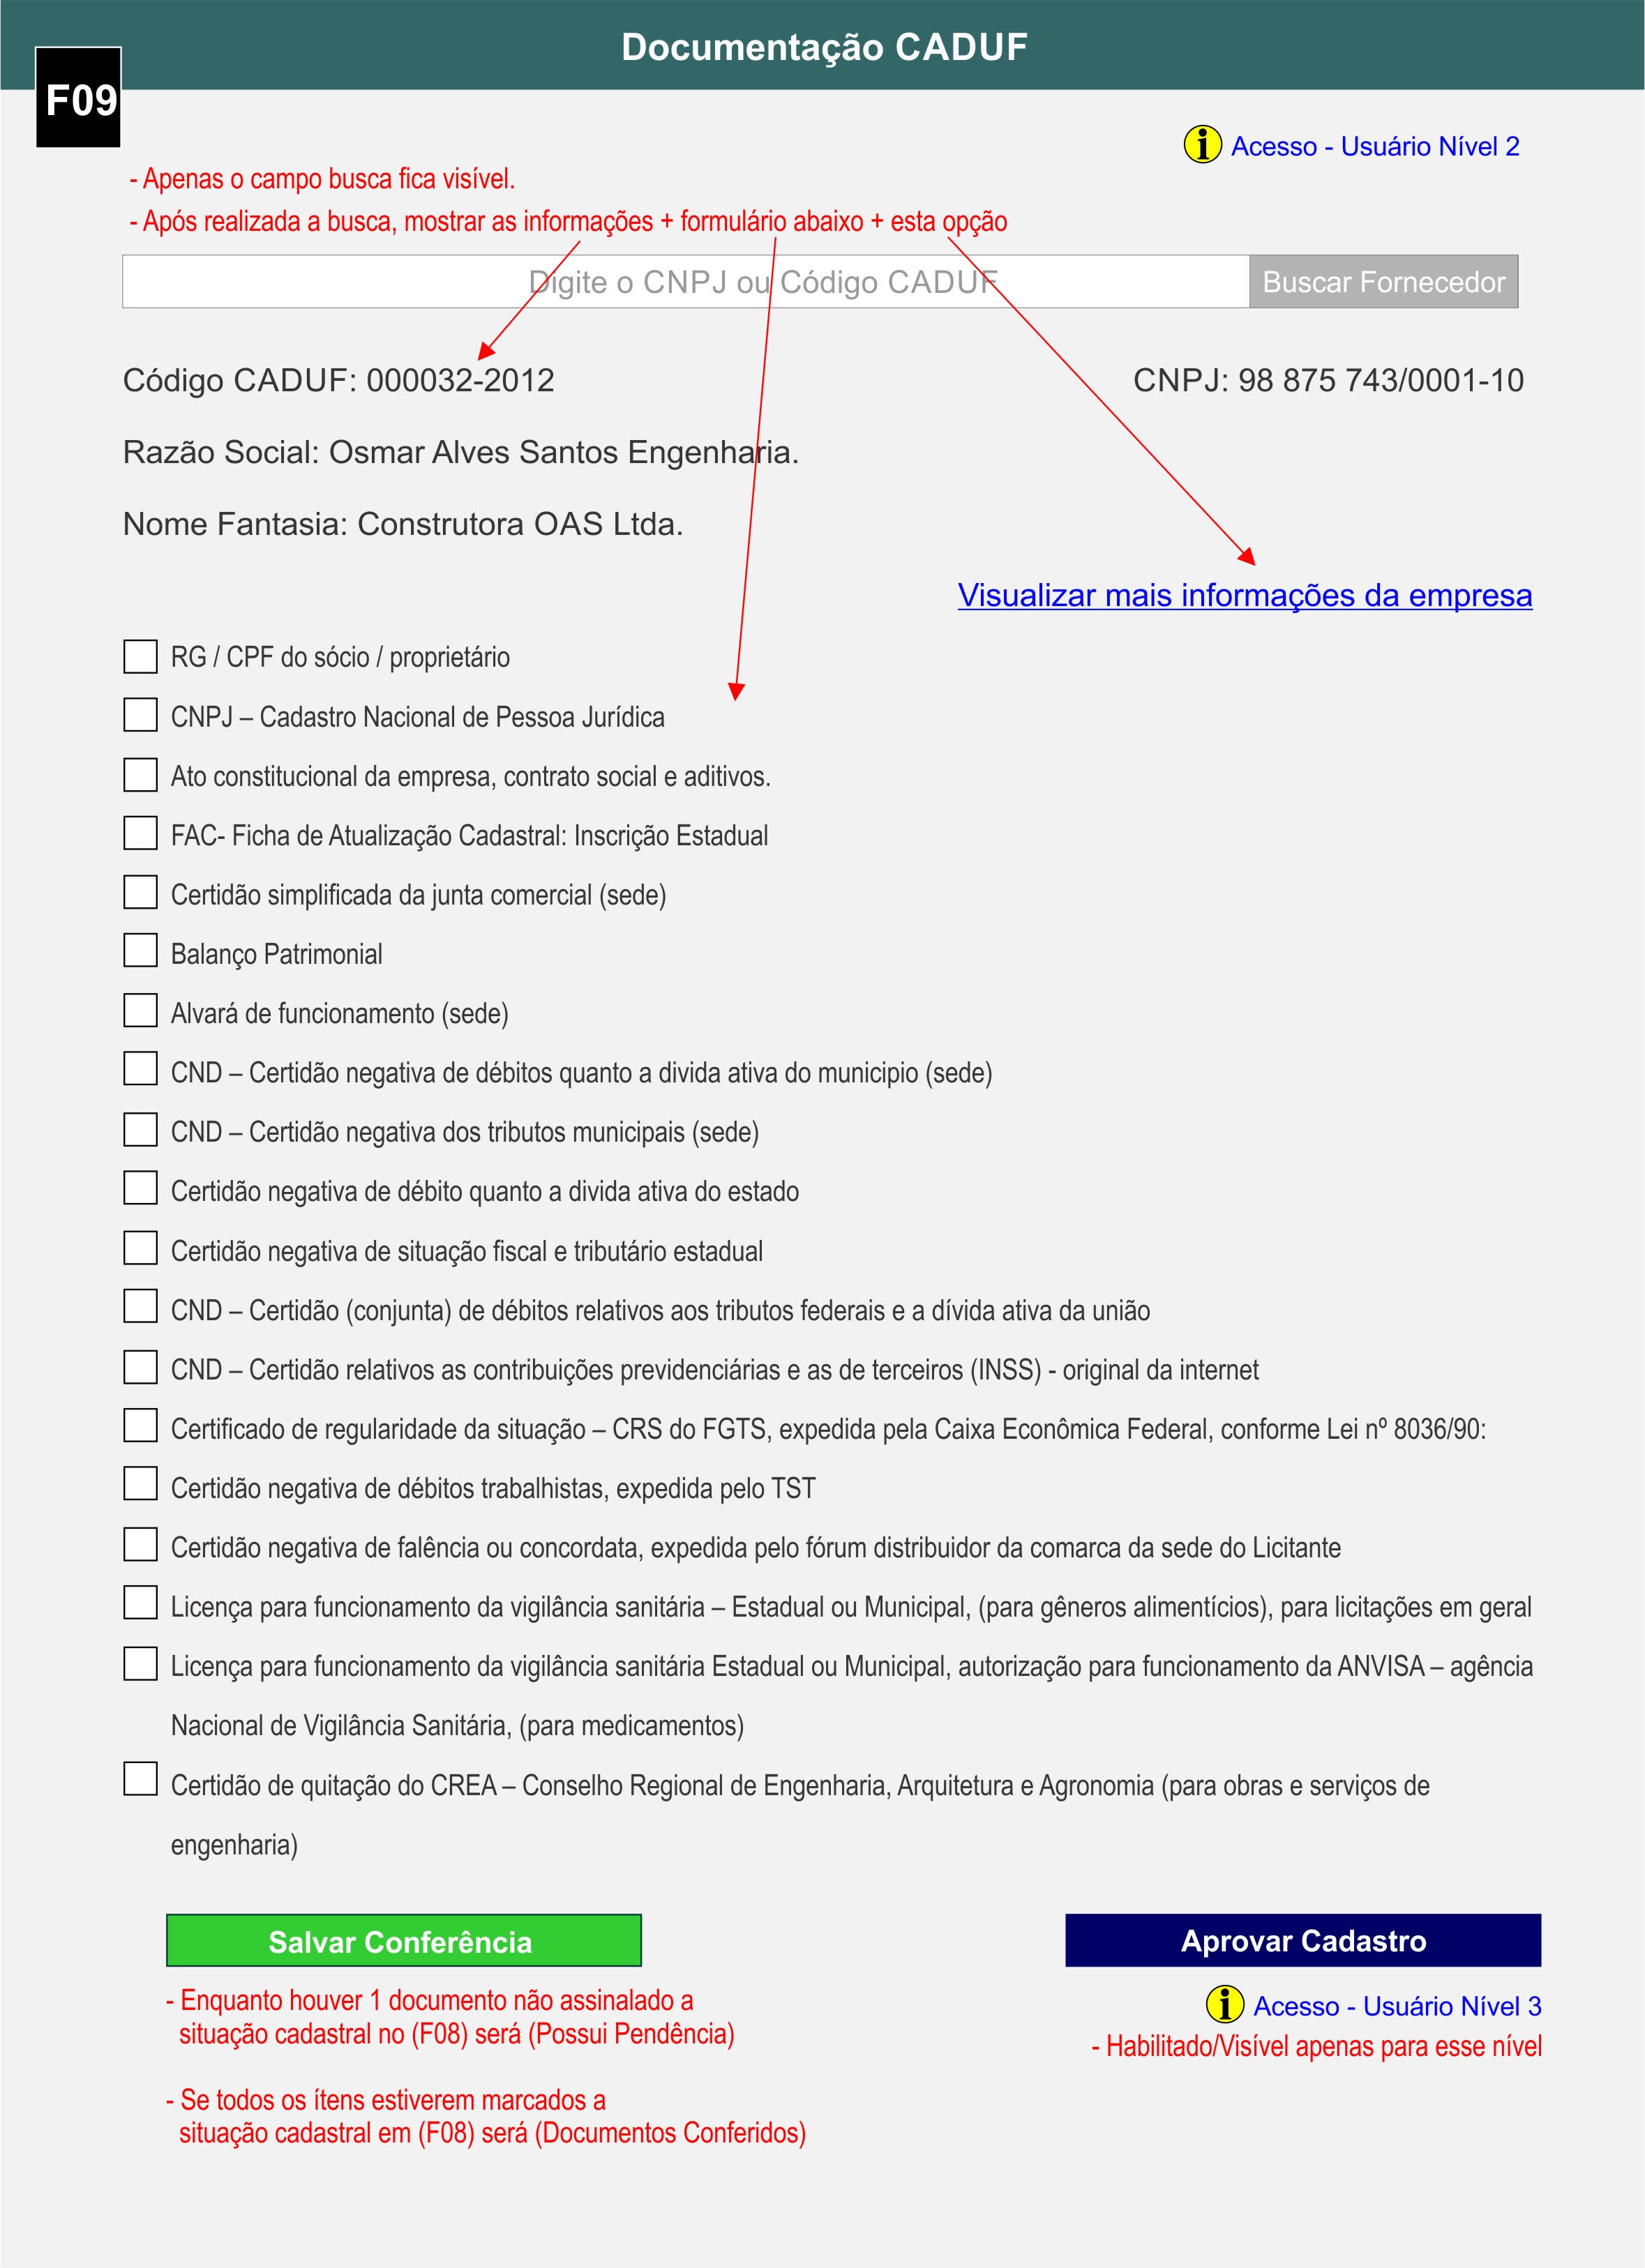 Documentação CADUF
F09
Acesso - Usuário Nível 2
- Apenas o campo busca fica visível.
- Após realizada a busca, mostrar as informações + formulário abaixo + esta opção
Digite o CNPJ ou Código CADUF
Buscar Fornecedor
Código CADUF: 000032-2012
CNPJ: 98 875 743/0001-10
Razão Social: Osmar Alves Santos Engenharia.
Nome Fantasia: Construtora OAS Ltda.
Visualizar mais informações da empresa
RG / CPF do sócio / proprietário
CNPJ – Cadastro Nacional de Pessoa Jurídica
Ato constitucional da empresa, contrato social e aditivos.
FAC- Ficha de Atualização Cadastral: Inscrição Estadual
Certidão simplificada da junta comercial (sede)
Balanço Patrimonial
Alvará de funcionamento (sede)
CND – Certidão negativa de débitos quanto a divida ativa do municipio (sede)
CND – Certidão negativa dos tributos municipais (sede)
Certidão negativa de débito quanto a divida ativa do estado
Certidão negativa de situação fiscal e tributário estadual
CND – Certidão (conjunta) de débitos relativos aos tributos federais e a dívida ativa da união
CND – Certidão relativos as contribuições previdenciárias e as de terceiros (INSS) - original da internet
Certificado de regularidade da situação – CRS do FGTS, expedida pela Caixa Econômica Federal, conforme Lei nº 8036/90:
Certidão negativa de débitos trabalhistas, expedida pelo TST
Certidão negativa de falência ou concordata, expedida pelo fórum distribuidor da comarca da sede do Licitante
Licença para funcionamento da vigilância sanitária – Estadual ou Municipal, (para gêneros alimentícios), para licitações em geral
Licença para funcionamento da vigilância sanitária Estadual ou Municipal, autorização para funcionamento da ANVISA – agência
Nacional de Vigilância Sanitária, (para medicamentos)
Certidão de quitação do CREA – Conselho Regional de Engenharia, Arquitetura e Agronomia (para obras e serviços de
engenharia)
Salvar Conferência
Aprovar Cadastro
- Enquanto houver 1 documento não assinalado a
situação cadastral no (F08) será (Possui Pendência)
Acesso - Usuário Nível 3
- Habilitado/Visível apenas para esse nível
- Se todos os ítens estiverem marcados a
situação cadastral em (F08) será (Documentos Conferidos)